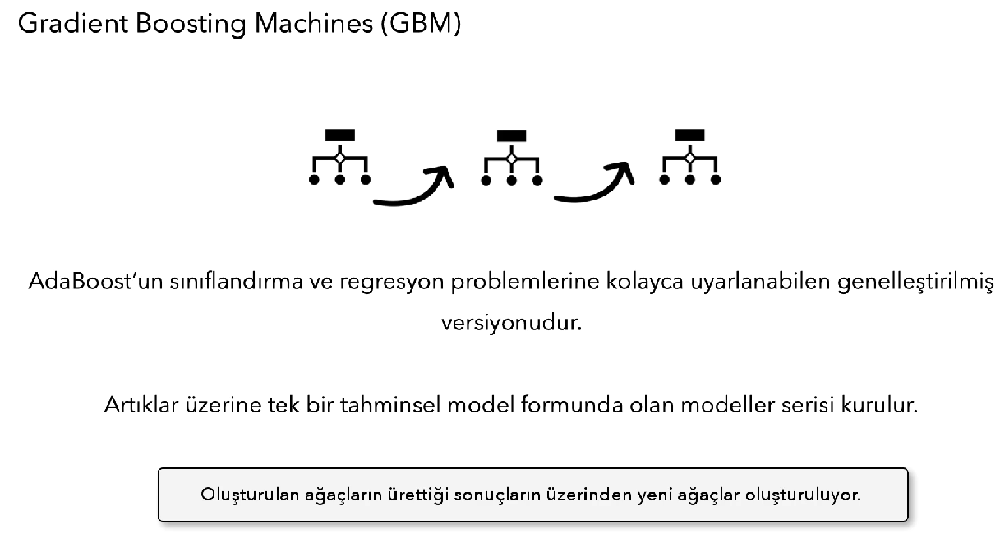 Gradient Boosting Machines (GBM)
AdaBoost’un sınıflandırma ve regresyon problemlerine kolayca uyarlanabilen genelleştirilmiş
versiyonudur.
Artıklar üzerine tek bir tahminsel model formunda olan modeller serisi kurulur.
Oluşturulan ağaçların ürettiği sonuçların üzerinden yeni ağaçlar oluşturuluyor.